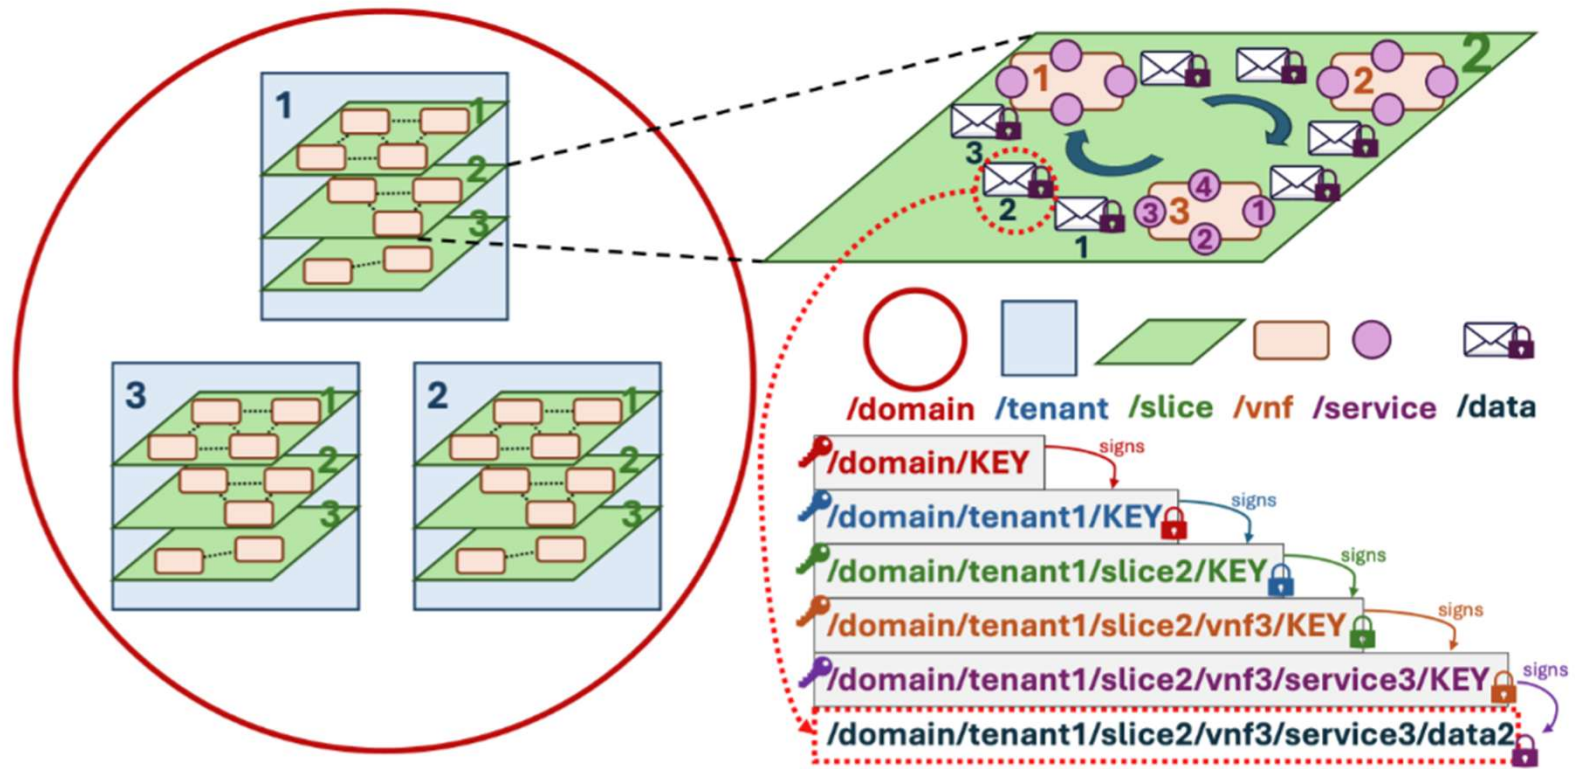 1
1
2
3
3
1
2
3
2
1
2
3
1
2
2
3
2
1
3
4
3
1
2
/domain
/tenant
/slice
/vnf
/service
/data
/domain/KEY
signs
/domain/tenant1/KEY
signs
/domain/tenant1/slice2/KEY
signs
/domain/tenant1/slice2/vnf3/KEY
signs
/domain/tenant1/slice2/vnf3/service3/KEY
signs
/domain/tenant1/slice2/vnf3/service3/data2